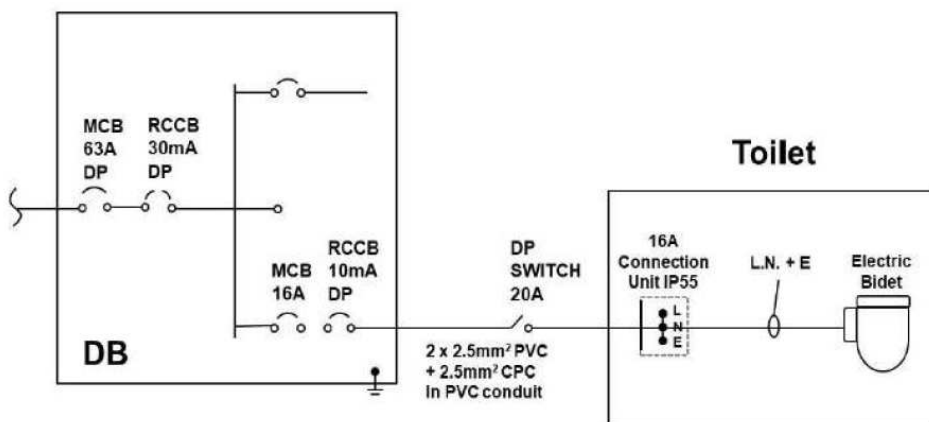 MCB
63A
DP
RCCB
30mA
DP
MCB
16A
RCCB
10mA
DP
DB
DP
SWITCH
20A
2 x 2.5mm² PVC
+ 2.5mm² CPC
In PVC conduit
Toilet
16A
Connection
Unit IP55
L
N
E
L.N. + E
Electric
Bidet